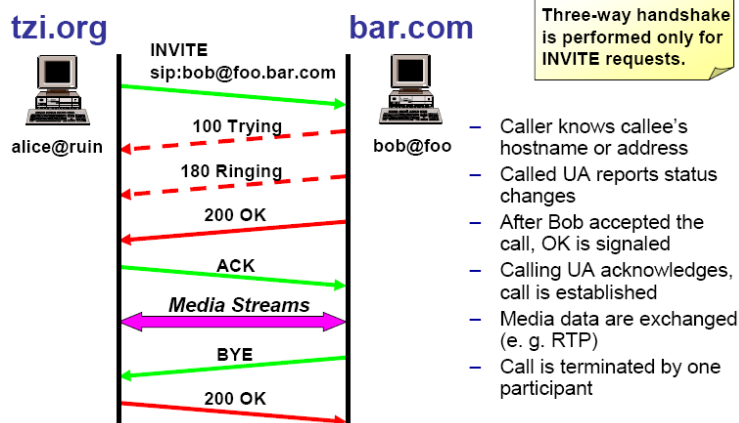 tzi.org
bar.com
Three-way handshake
is performed only for
INVITE requests.
INVITE
sip:bob@foo.bar.com
alice@ruin
bob@foo
100 Trying
180 Ringing
200 OK
ACK
Media Streams
BYE
200 OK
– Caller knows callee's
hostname or address
– Called UA reports status
changes
– After Bob accepted the
call, OK is signaled
– Calling UA acknowledges,
call is established
– Media data are exchanged
(e. g. RTP)
– Call is terminated by one
participant